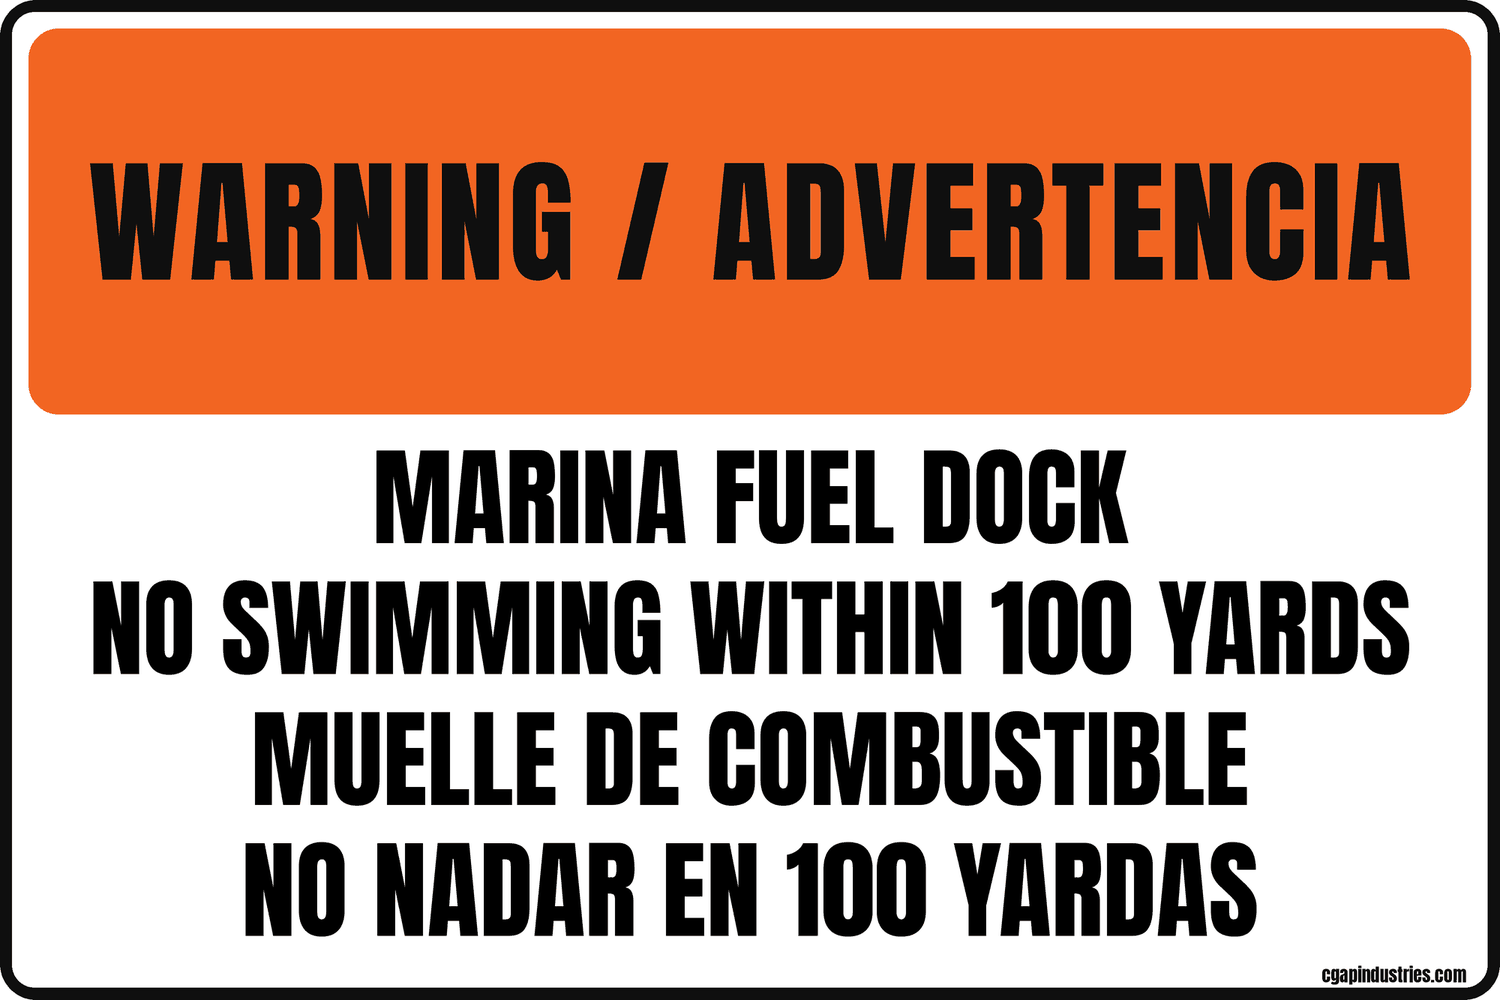 WARNING / ADVERTENCIA
MARINA FUEL DOCK
NO SWIMMING WITHIN 100 YARDS
MUELLE DE COMBUSTIBLE
NO NADAR EN 100 YARDAS
cgapindustries.com